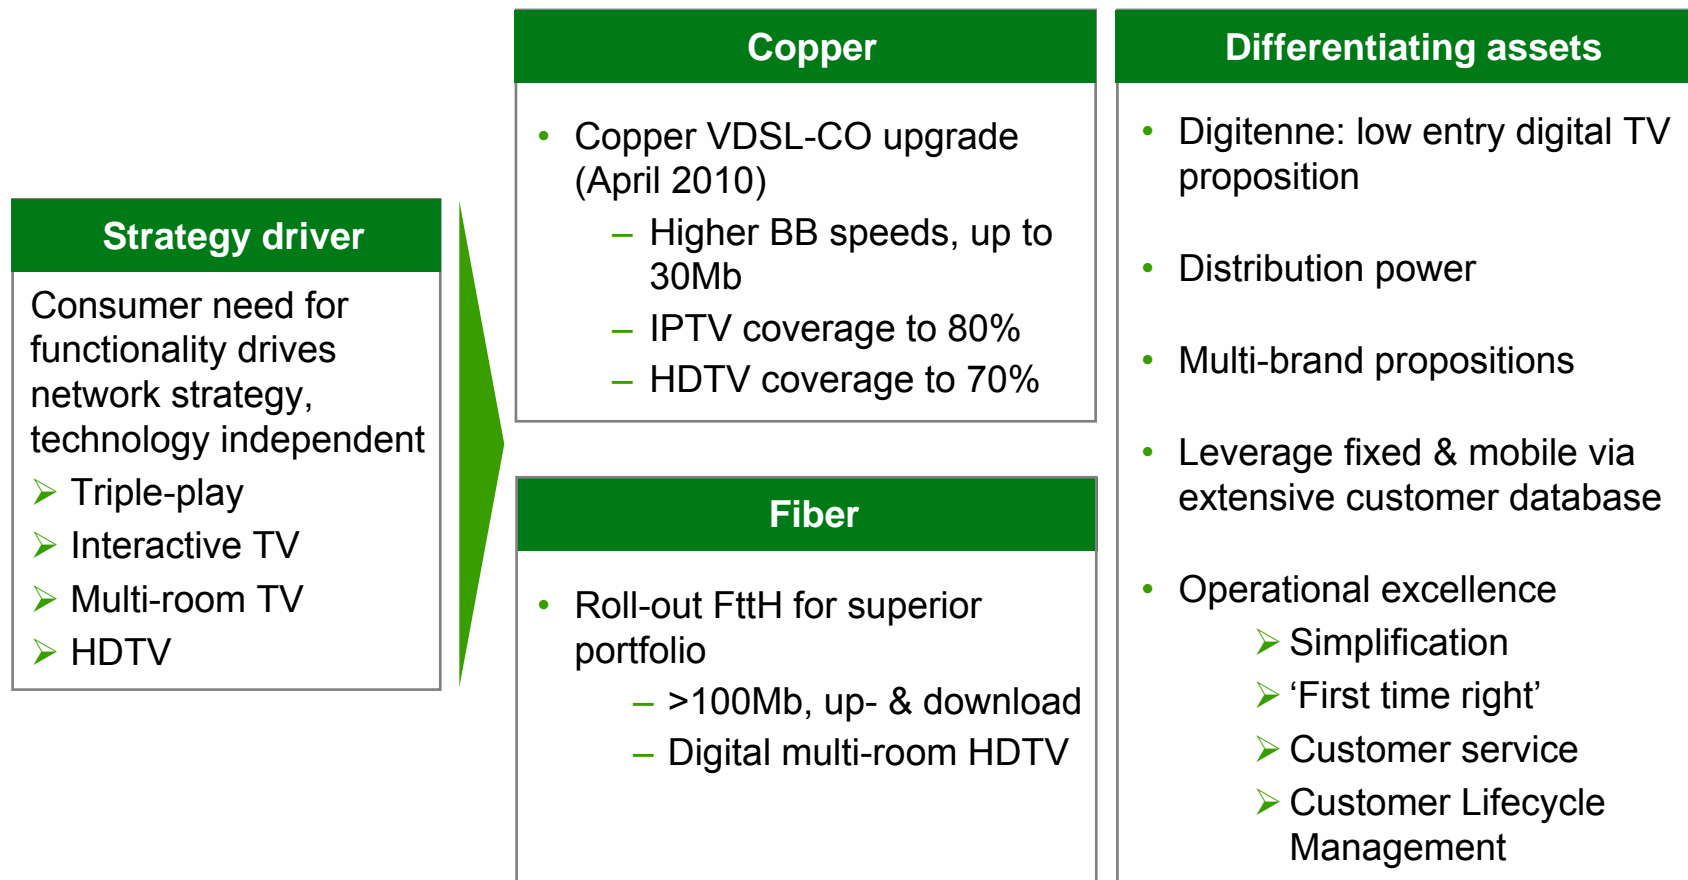 Strategy driver
Consumer need for
functionality drives
network strategy,
technology independent
➢ Triple-play
➢ Interactive TV
➢ Multi-room TV
➢ HDTV
Copper
• Copper VDSL-CO upgrade
(April 2010)
– Higher BB speeds, up to
30Mb
– IPTV coverage to 80%
– HDTV coverage to 70%
Fiber
• Roll-out FttH for superior
portfolio
– >100Mb, up- & download
– Digital multi-room HDTV
Differentiating assets
• Digitenne: low entry digital TV
proposition
• Distribution power
• Multi-brand propositions
• Leverage fixed & mobile via
extensive customer database
• Operational excellence
➢ Simplification
➢ ‘First time right’
➢ Customer service
➢ Customer Lifecycle
Management